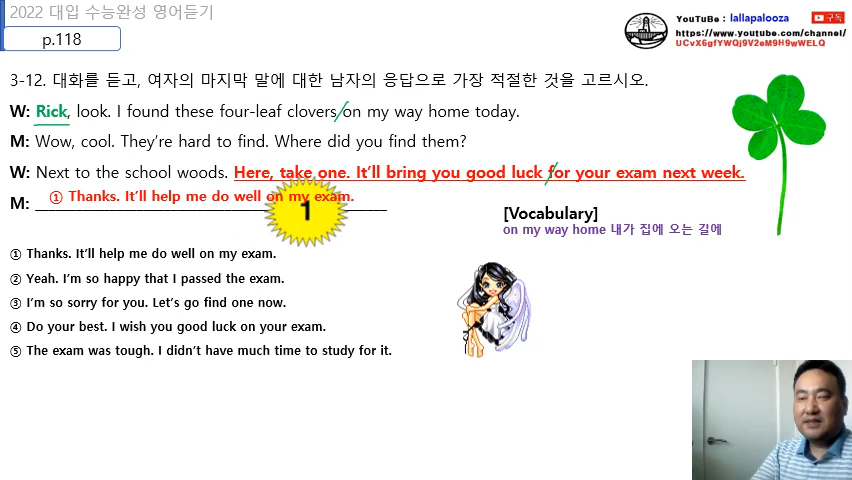 2022 대입 수능완성 영어듣기
p.118
YouTuBe : lallapalooza
구독
https://www.youtube.com/channel/
UCvX6gfYWQj9V2eM9H9wWELQ
3-12. 대화를 듣고, 여자의 마지막 말에 대한 남자의 응답으로 가장 적절한 것을 고르시오.
W: Rick, look. I found these four-leaf clovers on my way home today.
M: Wow, cool. They're hard to find. Where did you find them?
W: Next to the school woods. Here, take one. It'll bring you good luck for your exam next week.
M: ① Thanks. It'll help me do well on my exam.
1
[Vocabulary]
on my way home 내가 집에 오는 길에
① Thanks. It'll help me do well on my exam.
② Yeah. I'm so happy that I passed the exam.
③ I'm so sorry for you. Let's go find one now.
④ Do your best. I wish you good luck on your exam.
⑤ The exam was tough. I didn't have much time to study for it.